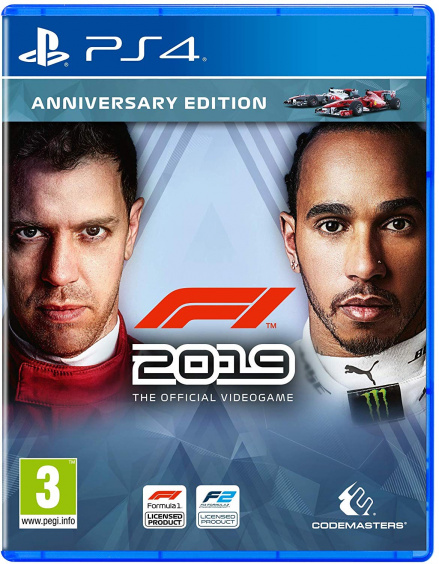 PS4
ANNIVERSARY EDITION
F1™
2019
THE OFFICIAL VIDEOGAME
3
www.pegi.info
F1
Formula 1
LICENSED
PRODUCT
F2
LICENSED
PRODUCT
CODEMASTERS®